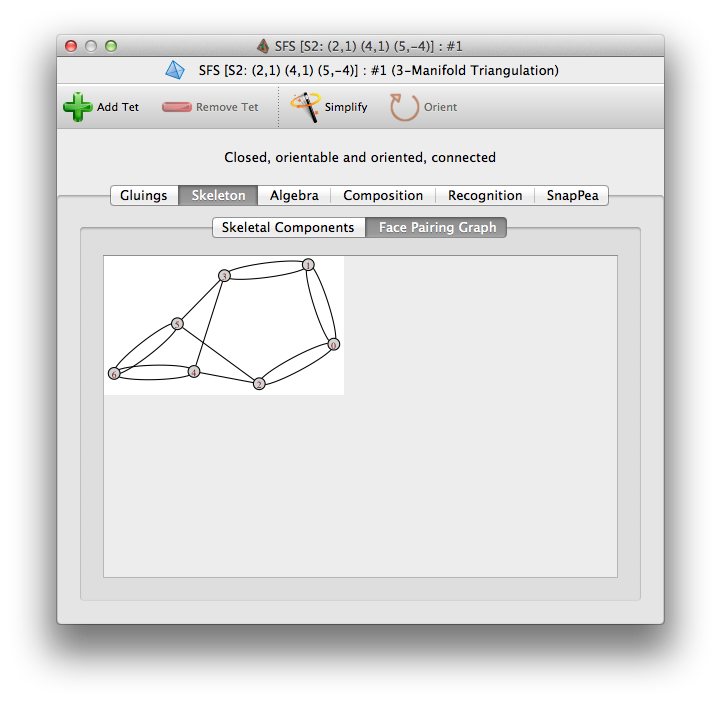 SFS [S2: (2,1) (4,1) (5,−4)] : #1
SFS [S2: (2,1) (4,1) (5,−4)] : #1 (3−Manifold Triangulation)
Add Tet Remove Tet Simplify Orient
Closed, orientable and oriented, connected
Gluings Skeleton Algebra Composition Recognition SnapPea
Skeletal Components Face Pairing Graph
1
3
5
0
6 4
2